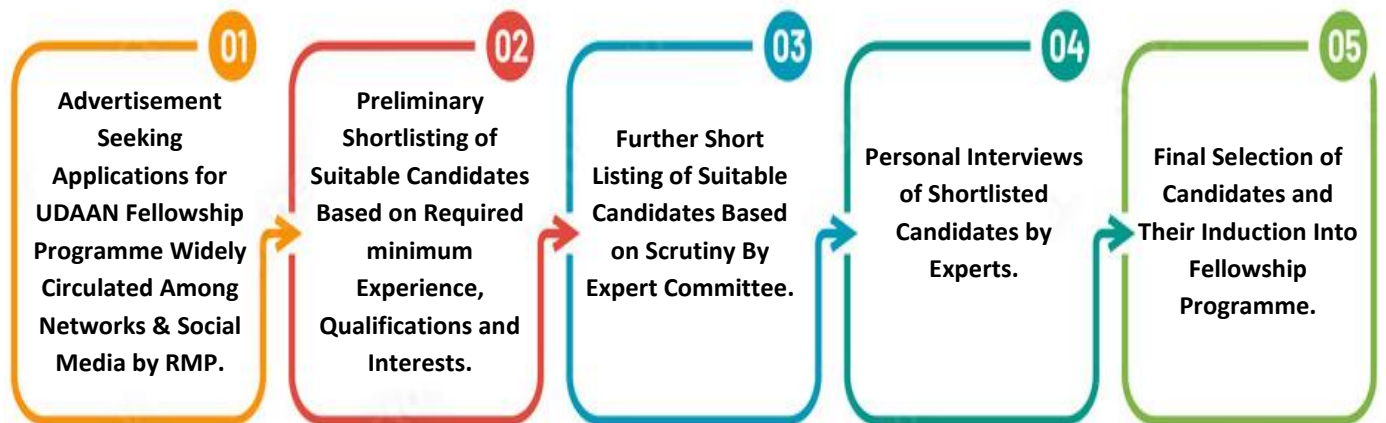 01
Advertisement
Seeking
Applications for
UDAAN Fellowship
Programme Widely
Circulated Among
Networks & Social
Media by RMP.
02
Preliminary
Shortlisting of
Suitable Candidates
Based on Required
minimum
Experience,
Qualifications and
Interests.
03
Further Short
Listing of Suitable
Candidates Based
on Scrutiny By
Expert Committee.
04
Personal Interviews
of Shortlisted
Candidates by
Experts.
05
Final Selection of
Candidates and
Their Induction Into
Fellowship
Programme.